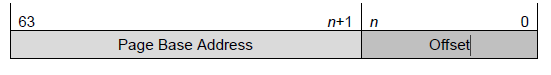 63 n+1 n 0
Page Base Address Offset